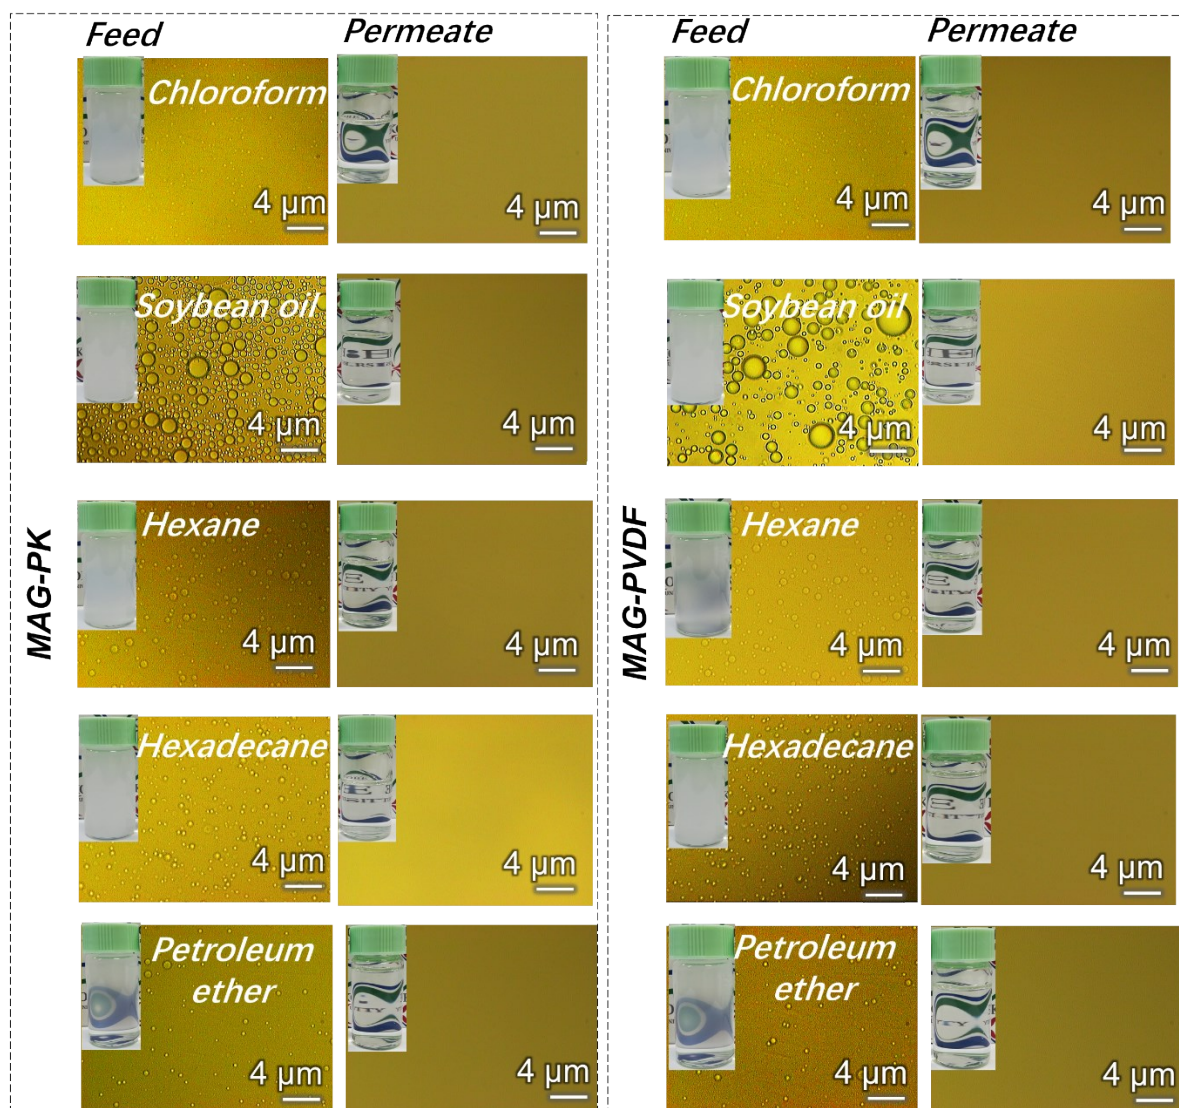 Feed Permeate Feed Permeate
Chloroform
4 μm 4 μm
Chloroform
4 μm 4 μm
Soybean oil
4 μm 4 μm
Soybean oil
4 μm 4 μm
MAG-PK
Hexane
4 μm 4 μm
MAG-PVDF
Hexane
4 μm 4 μm
Hexadecane
4 μm 4 μm
Hexadecane
4 μm 4 μm
Petroleum
ether
4 μm 4 μm
Petroleum
ether
4 μm 4 μm